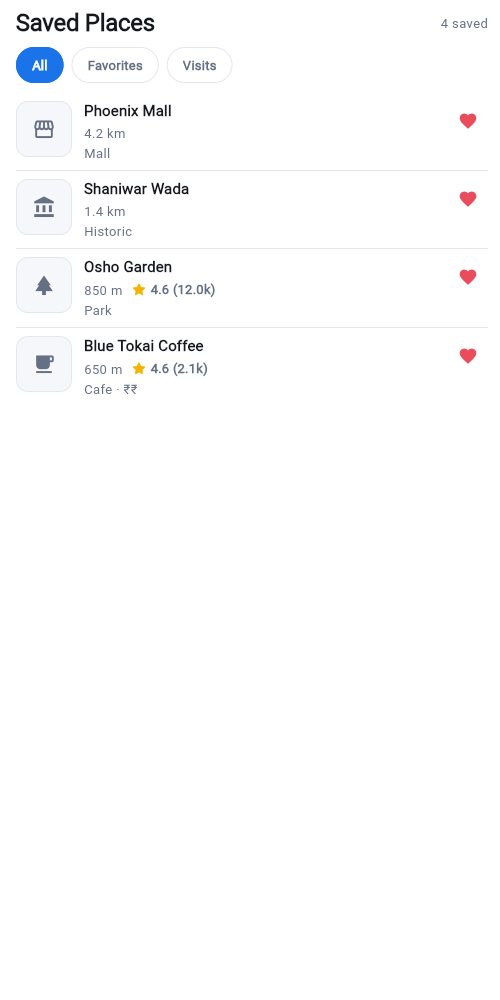 Saved Places
4 saved
All
Favorites
Visits
Phoenix Mall
4.2 km
Mall
Shaniwar Wada
1.4 km
Historic
Osho Garden
850 m 4.6 (12.0k)
Park
Blue Tokai Coffee
650 m 4.6 (2.1k)
Cafe · ₹₹